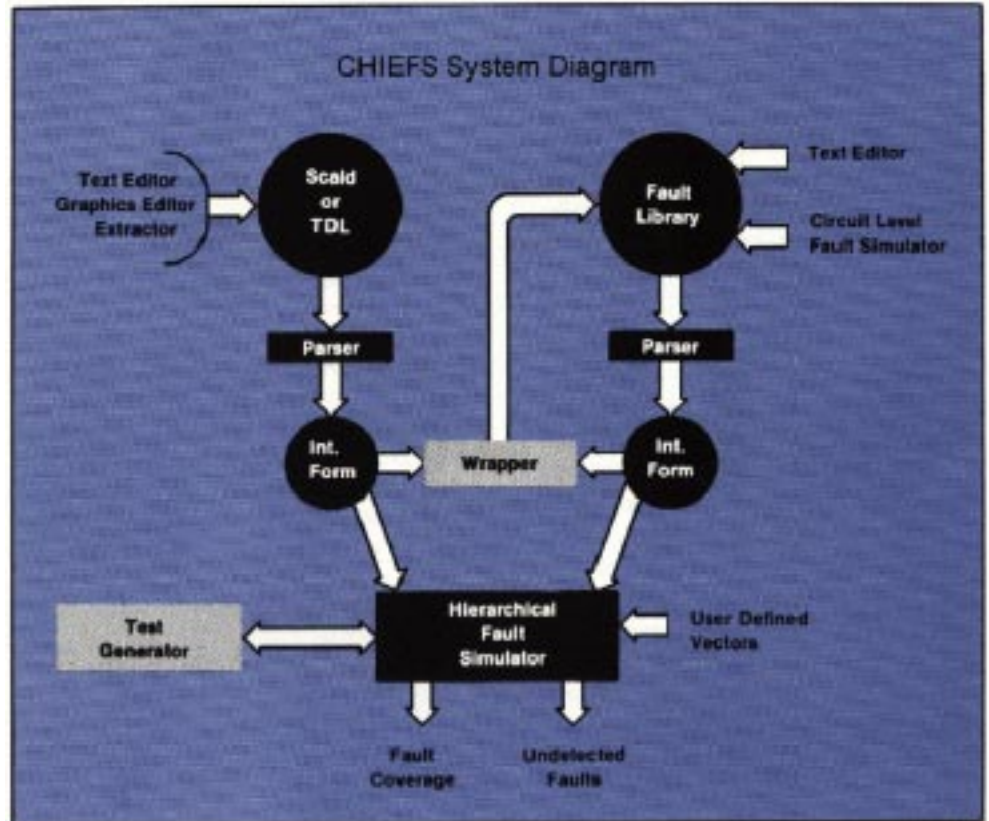 CHIEFS System Diagram
Text Editor
Graphics Editor
Extractor
Scald
or
TDL
Fault
Library
Text Editor
Circuit Level
Fault Simulator
Parser
Parser
Int.
Form
Wrapper
Int.
Form
Test
Generator
Hierarchical
Fault
Simulator
User Defined
Vectors
Fault
Coverage
Undelected
Faults